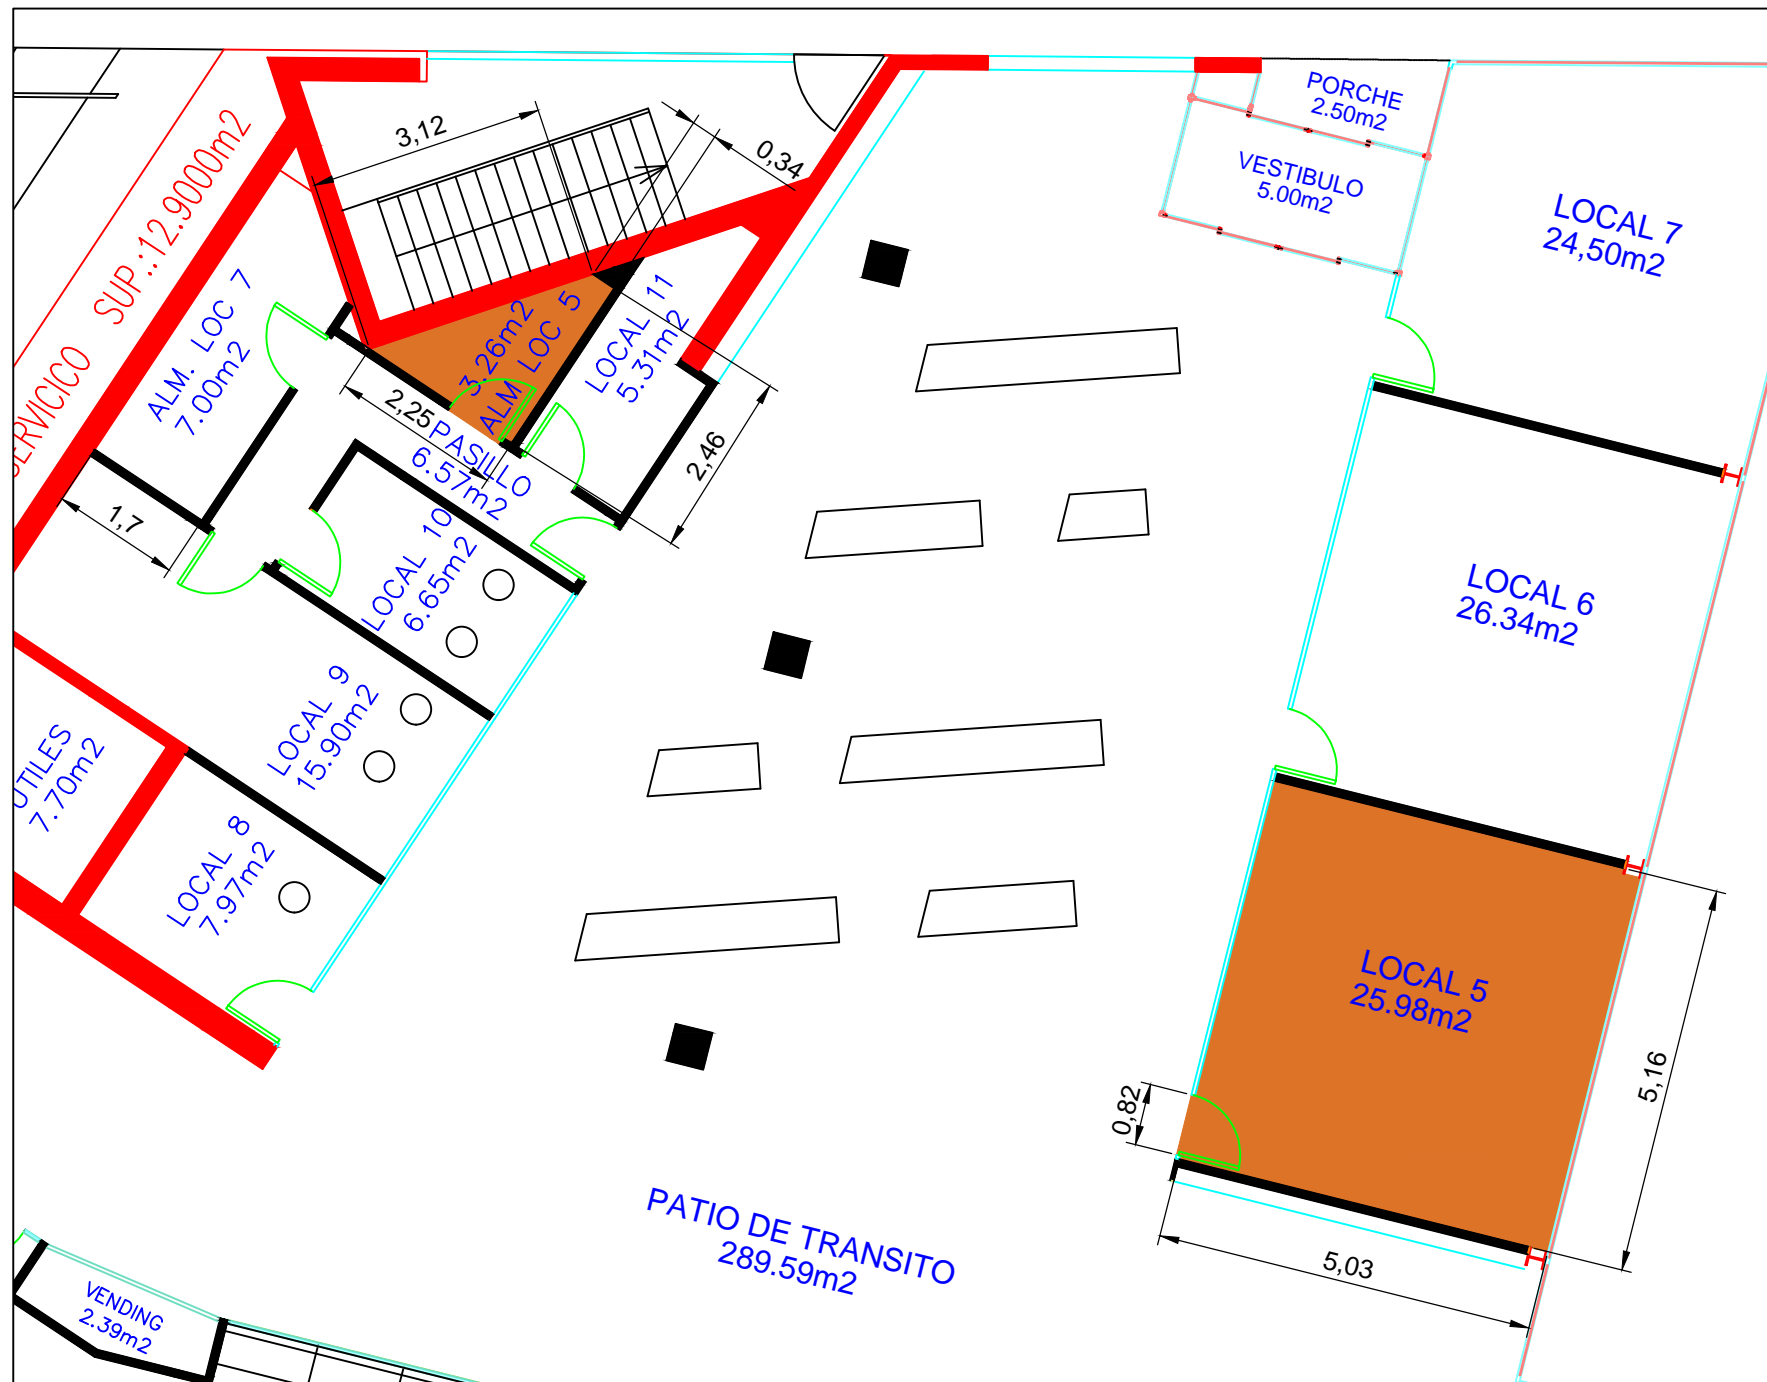 PORCHE
2.50m2
VESTIBULO
5.00m2
LOCAL 7
24,50m2
3,12
0,34
SERVICICO SUP.:12.9000m2
ALM. LOC 7
7.00m2
3.26m2
ALM LOC 5
LOCAL 11
5.31m2
2,25
PASILLO
6.57m2
2,46
1,7
LOCAL 10
6.65m2
LOCAL 6
26.34m2
LOCAL 9
15.90m2
UTILES
7.70m2
LOCAL 8
7.97m2
LOCAL 5
25.98m2
5,16
0,82
5,03
PATIO DE TRANSITO
289.59m2
VENDING
2.39m2